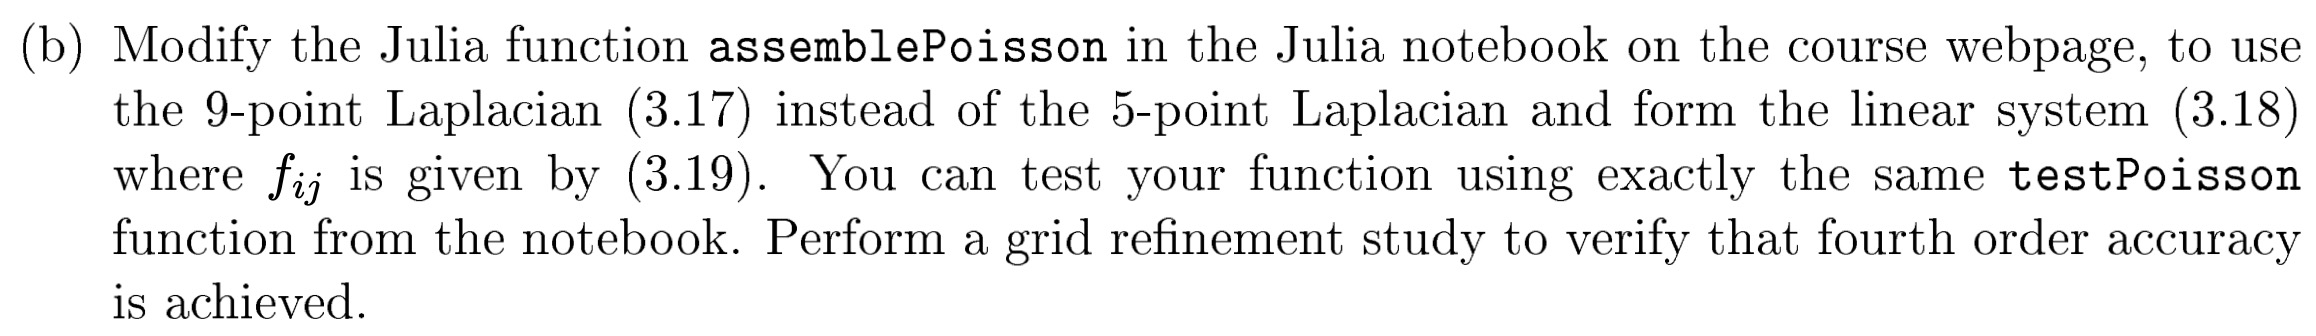 (b) Modify the Julia function assemblePoisson in the Julia notebook on the course webpage, to use
the 9-point Laplacian (3.17) instead of the 5-point Laplacian and form the linear system (3.18)
where f_{ij} is given by (3.19). You can test your function using exactly the same testPoisson
function from the notebook. Perform a grid refinement study to verify that fourth order accuracy
is achieved.